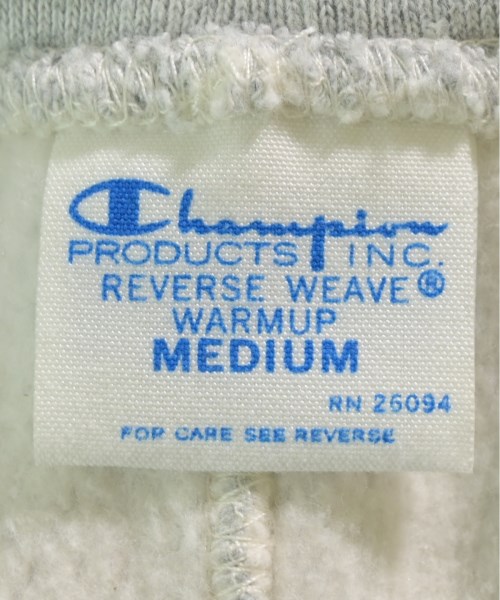 Champion
PRODUCTS INC.
REVERSE WEAVE®
WARMUP
MEDIUM
RN 26094
FOR CARE SEE REVERSE